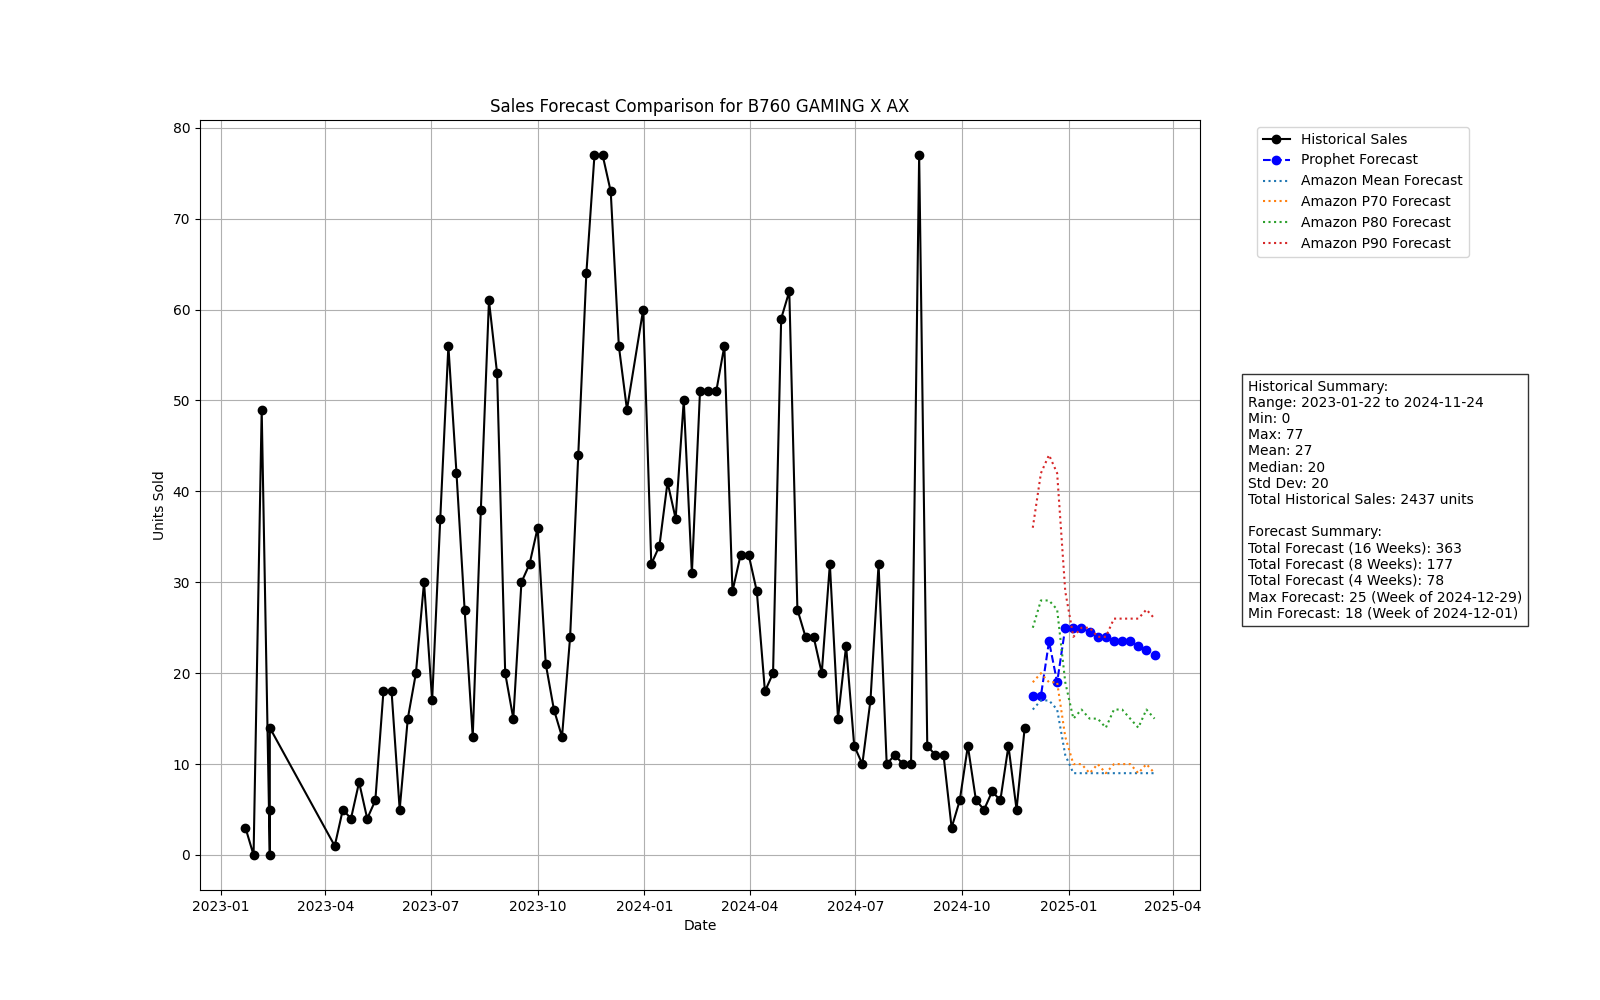 Sales Forecast Comparison for B760 GAMING X AX
80
70
60
50
40
30
20
10
0
Units Sold
2023-01
2023-04
2023-07
2023-10
2024-01
2024-04
2024-07
2024-10
2025-01
2025-04
Date
Historical Sales
Prophet Forecast
Amazon Mean Forecast
Amazon P70 Forecast
Amazon P80 Forecast
Amazon P90 Forecast
Historical Summary:
Range: 2023-01-22 to 2024-11-24
Min: 0
Max: 77
Mean: 27
Median: 20
Std Dev: 20
Total Historical Sales: 2437 units
Forecast Summary:
Total Forecast (16 Weeks): 363
Total Forecast (8 Weeks): 177
Total Forecast (4 Weeks): 78
Max Forecast: 25 (Week of 2024-12-29)
Min Forecast: 18 (Week of 2024-12-01)